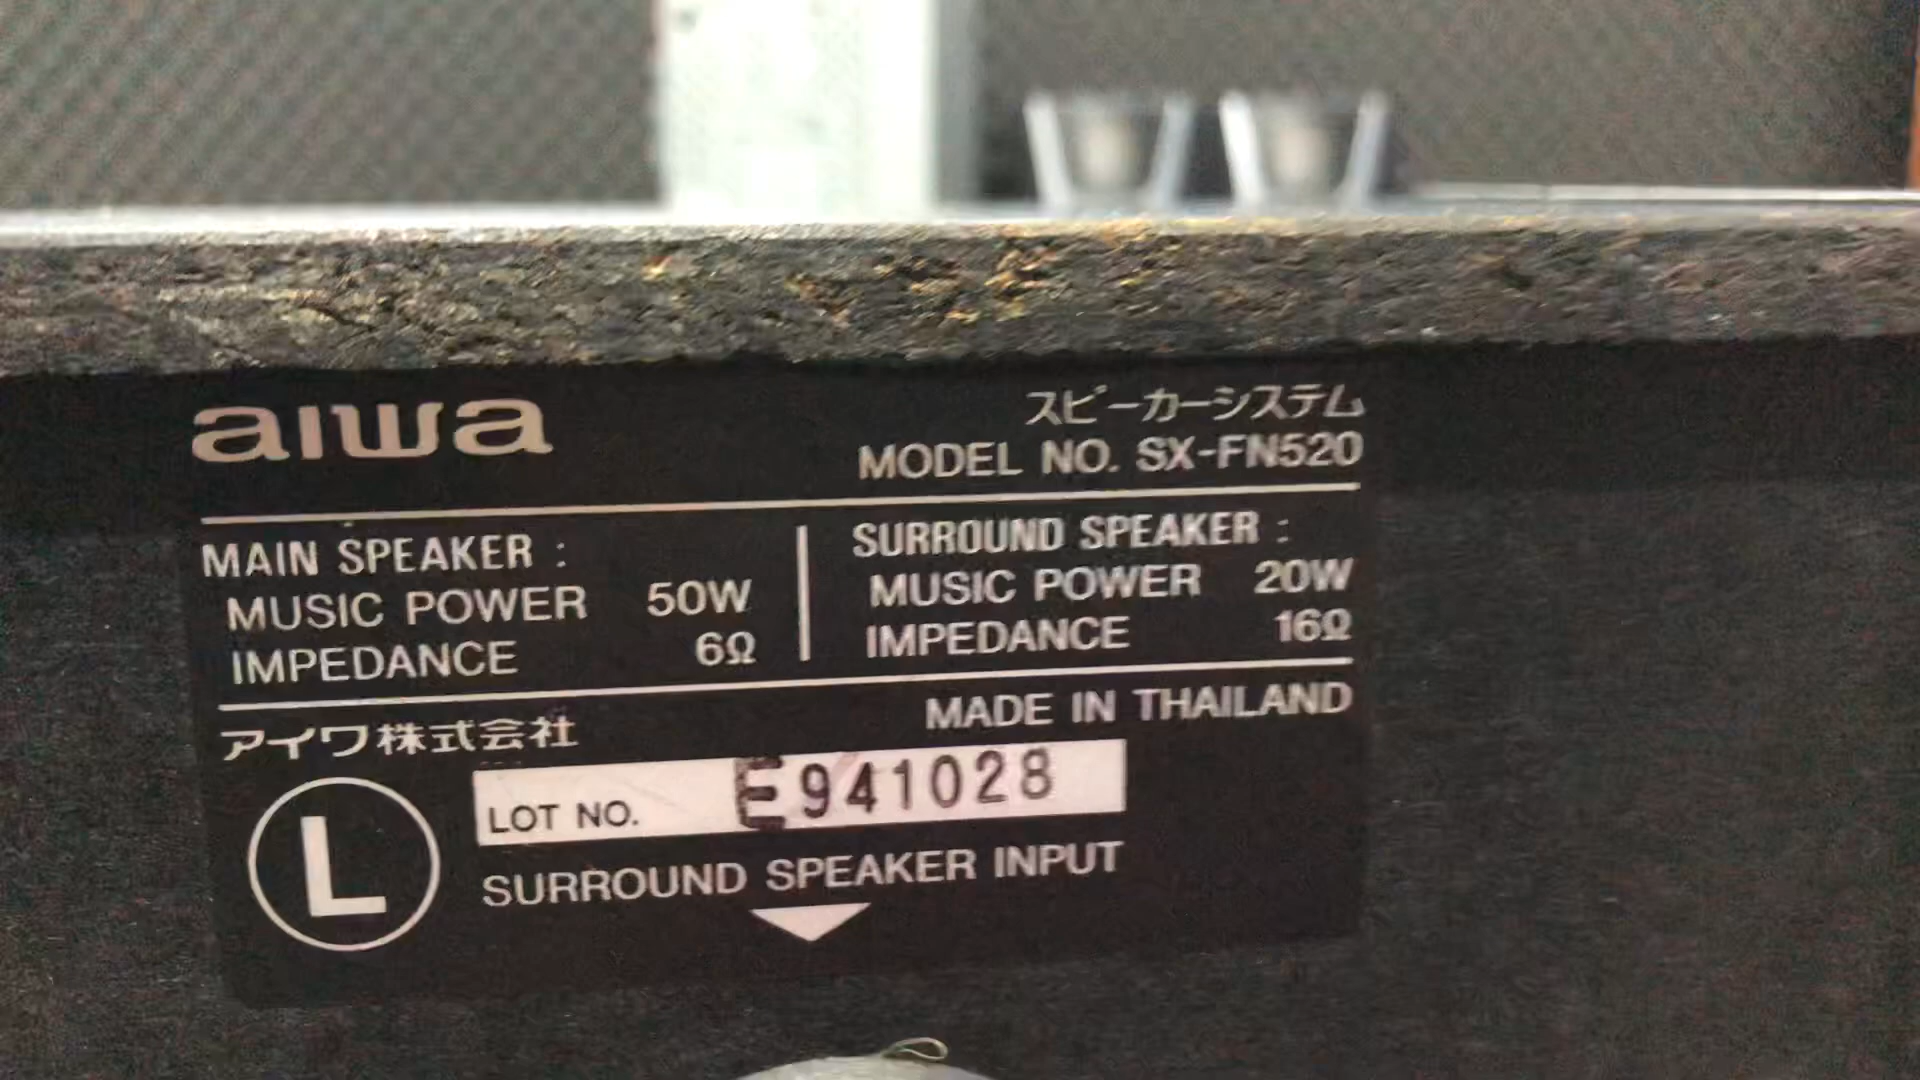 aiwa
スピーカーシステム
MODEL NO. SX-FN520
MAIN SPEAKER :
MUSIC POWER 50W
IMPEDANCE 6Ω
SURROUND SPEAKER :
MUSIC POWER 20W
IMPEDANCE 16Ω
アイワ株式会社
MADE IN THAILAND
L
LOT NO. E941028
SURROUND SPEAKER INPUT